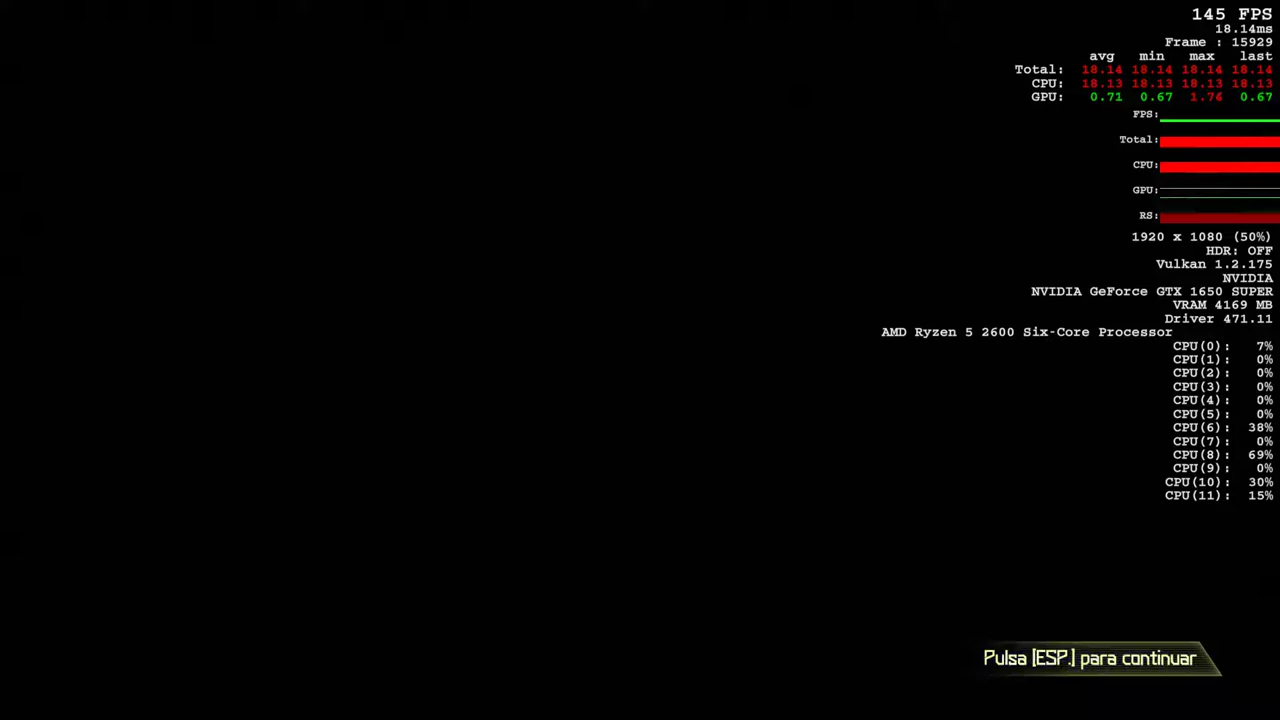 145 FPS
18.14ms
Frame : 15929
avg min max last
Total: 18.14 18.14 18.14 18.14
CPU: 18.13 18.13 18.13 18.13
GPU: 0.71 0.67 1.76 0.67
FPS:
Total:
CPU:
GPU:
RS:
1920 x 1080 (50%)
HDR: OFF
Vulkan 1.2.175
NVIDIA
NVIDIA GeForce GTX 1650 SUPER
VRAM 4169 MB
Driver 471.11
AMD Ryzen 5 2600 Six-Core Processor
CPU(0): 7%
CPU(1): 0%
CPU(2): 0%
CPU(3): 0%
CPU(4): 0%
CPU(5): 0%
CPU(6): 38%
CPU(7): 0%
CPU(8): 69%
CPU(9): 0%
CPU(10): 30%
CPU(11): 15%
Pulsa [ESP.] para continuar